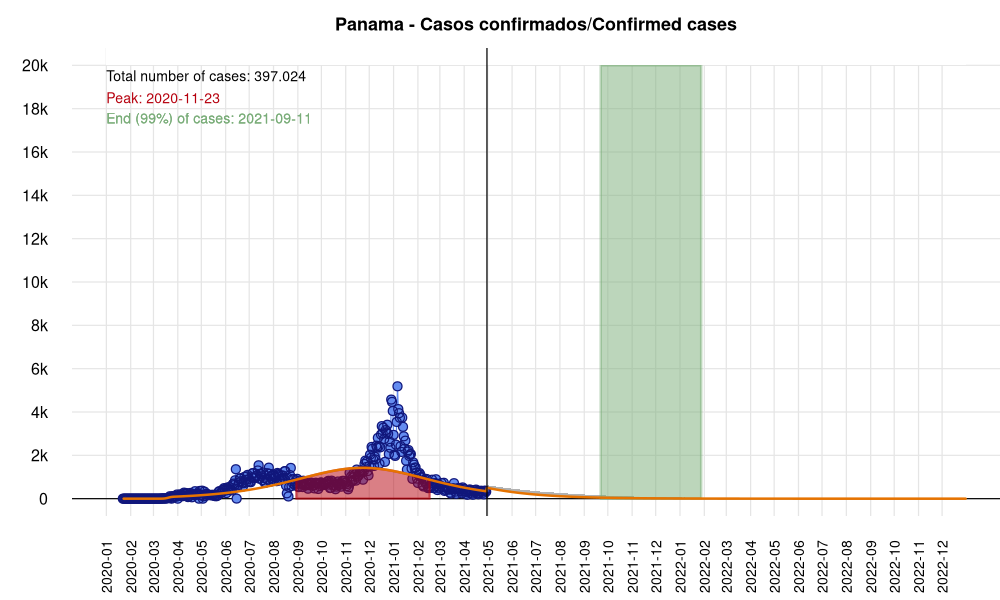 Panama - Casos confirmados/Confirmed cases
Total number of cases: 397.024
Peak: 2020-11-23
End (99%) of cases: 2021-09-11
20k
18k
16k
14k
12k
10k
8k
6k
4k
2k
0
2020-01
2020-02
2020-03
2020-04
2020-05
2020-06
2020-07
2020-08
2020-09
2020-10
2020-11
2020-12
2021-01
2021-02
2021-03
2021-04
2021-05
2021-06
2021-07
2021-08
2021-09
2021-10
2021-11
2021-12
2022-01
2022-02
2022-03
2022-04
2022-05
2022-06
2022-07
2022-08
2022-09
2022-10
2022-11
2022-12